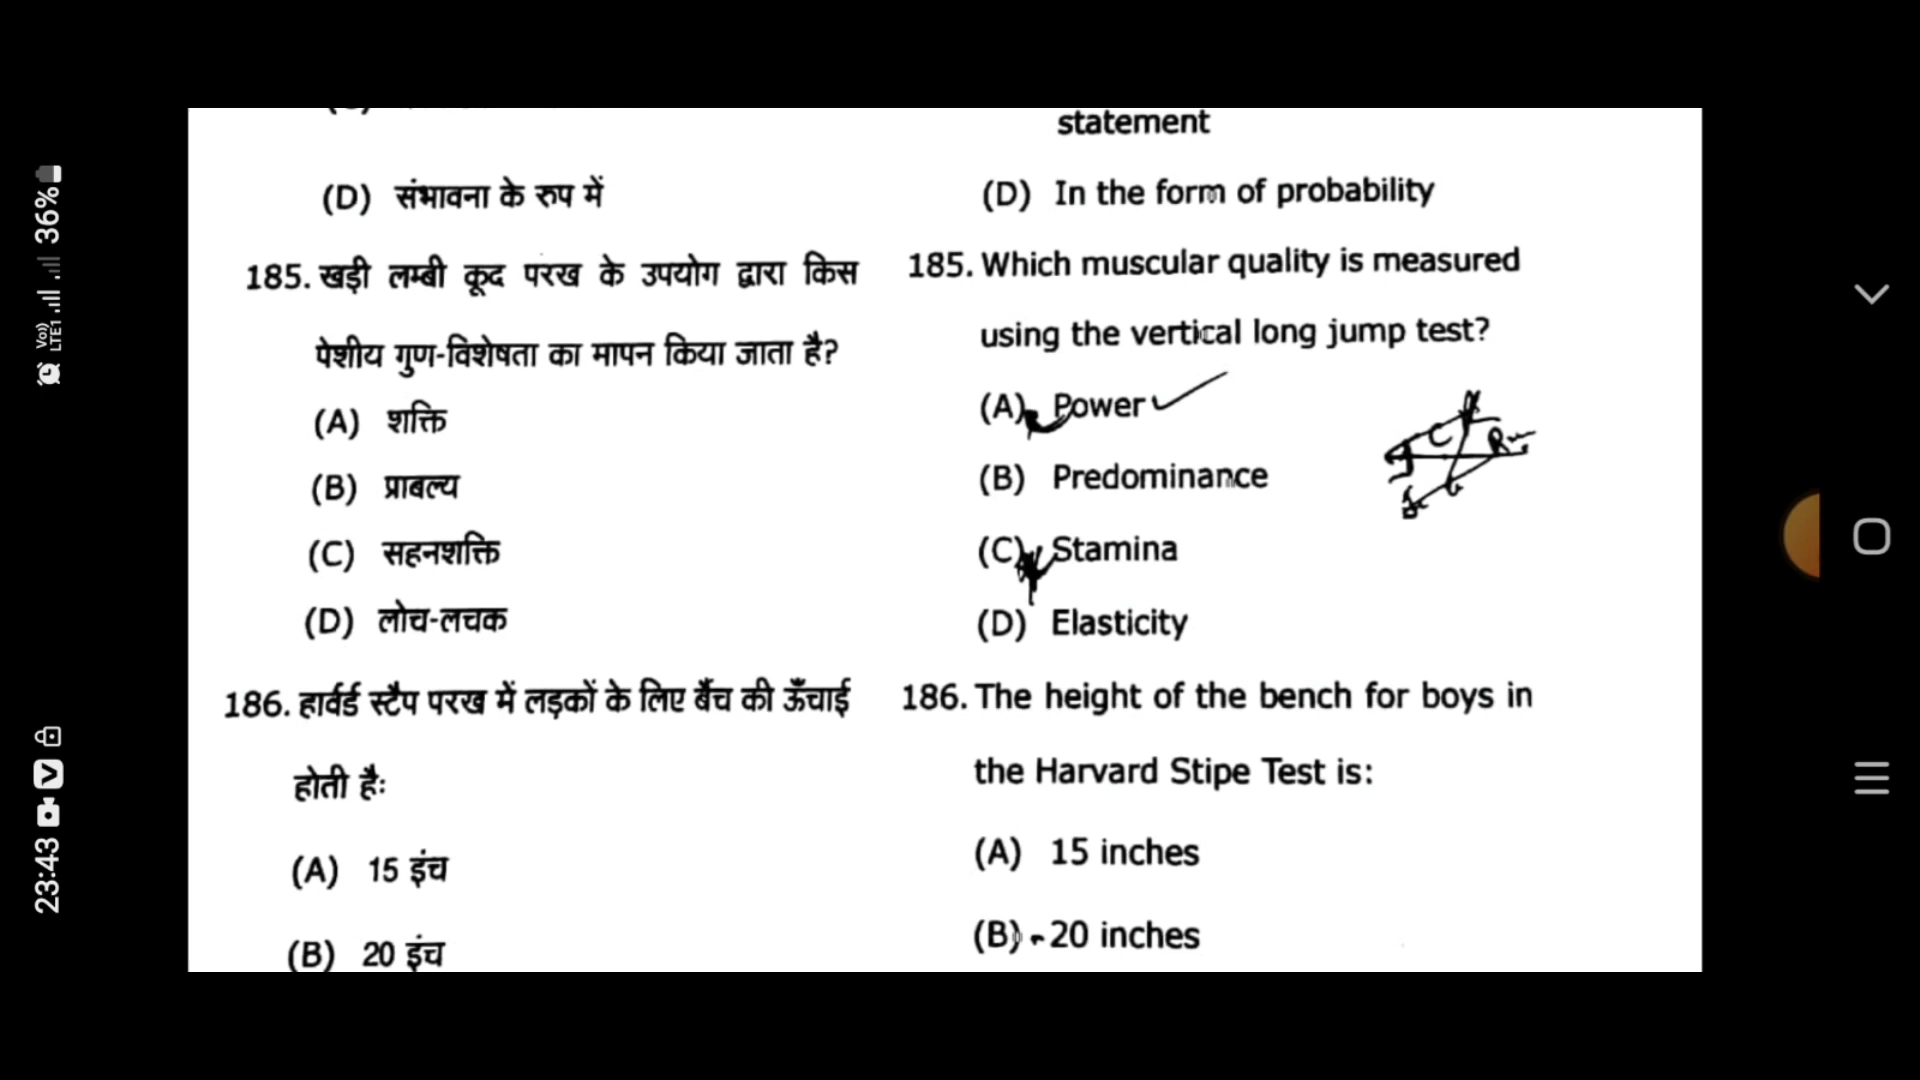 (D) संभावना के रुप में
185. खड़ी लम्बी कूद परख के उपयोग द्वारा किस
पेशीय गुण-विशेषता का मापन किया जाता है?
(A) शक्ति
(B) प्राबल्य
(C) सहनशक्ति
(D) लोच-लचक
186. हार्वर्ड स्टैप परख में लड़कों के लिए बैंच की ऊँचाई
होती हैः
(A) 15 इंच
(B) 20 इंच
statement
(D) In the form of probability
185. Which muscular quality is measured
using the vertical long jump test?
(A) Power
(B) Predominance
(C) Stamina
(D) Elasticity
186. The height of the bench for boys in
the Harvard Stipe Test is:
(A) 15 inches
(B) 20 inches
36%
Vo))
LTE1
23:43